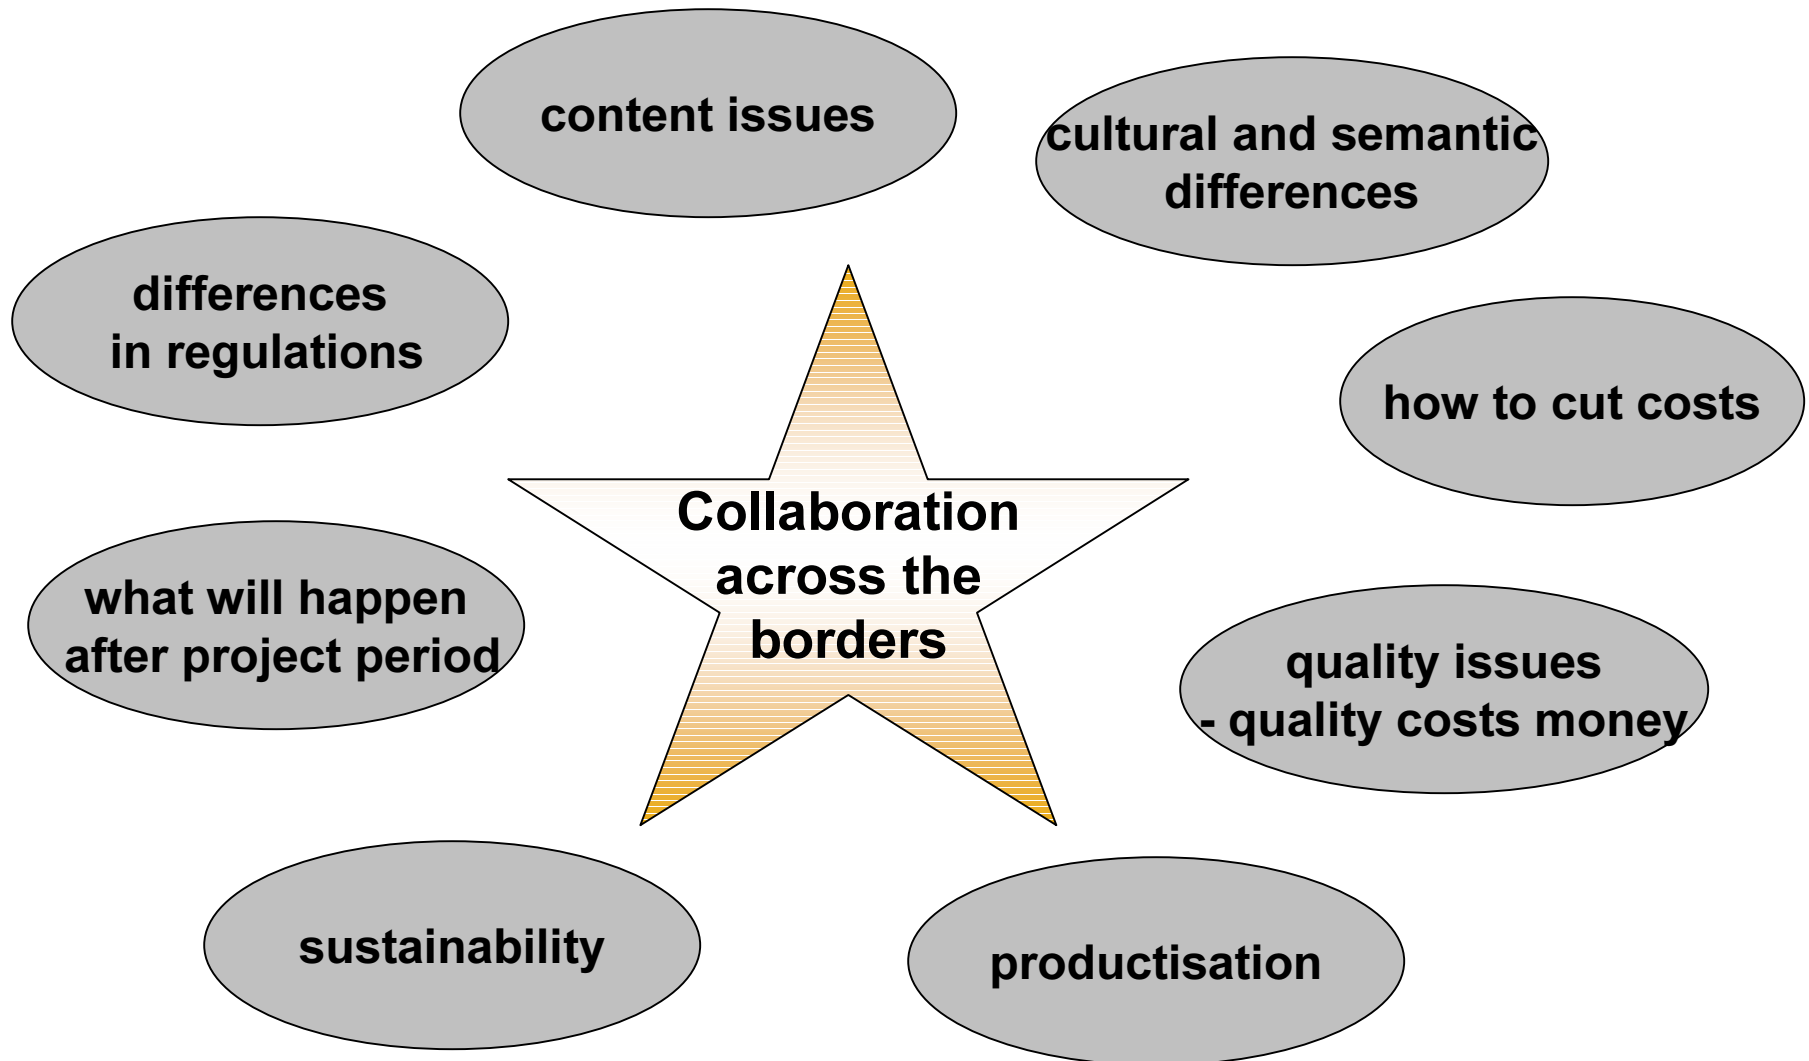 content issues
cultural and semantic
differences
differences
in regulations
how to cut costs
Collaboration
across the
borders
what will happen
after project period
quality issues
- quality costs money
sustainability
productisation